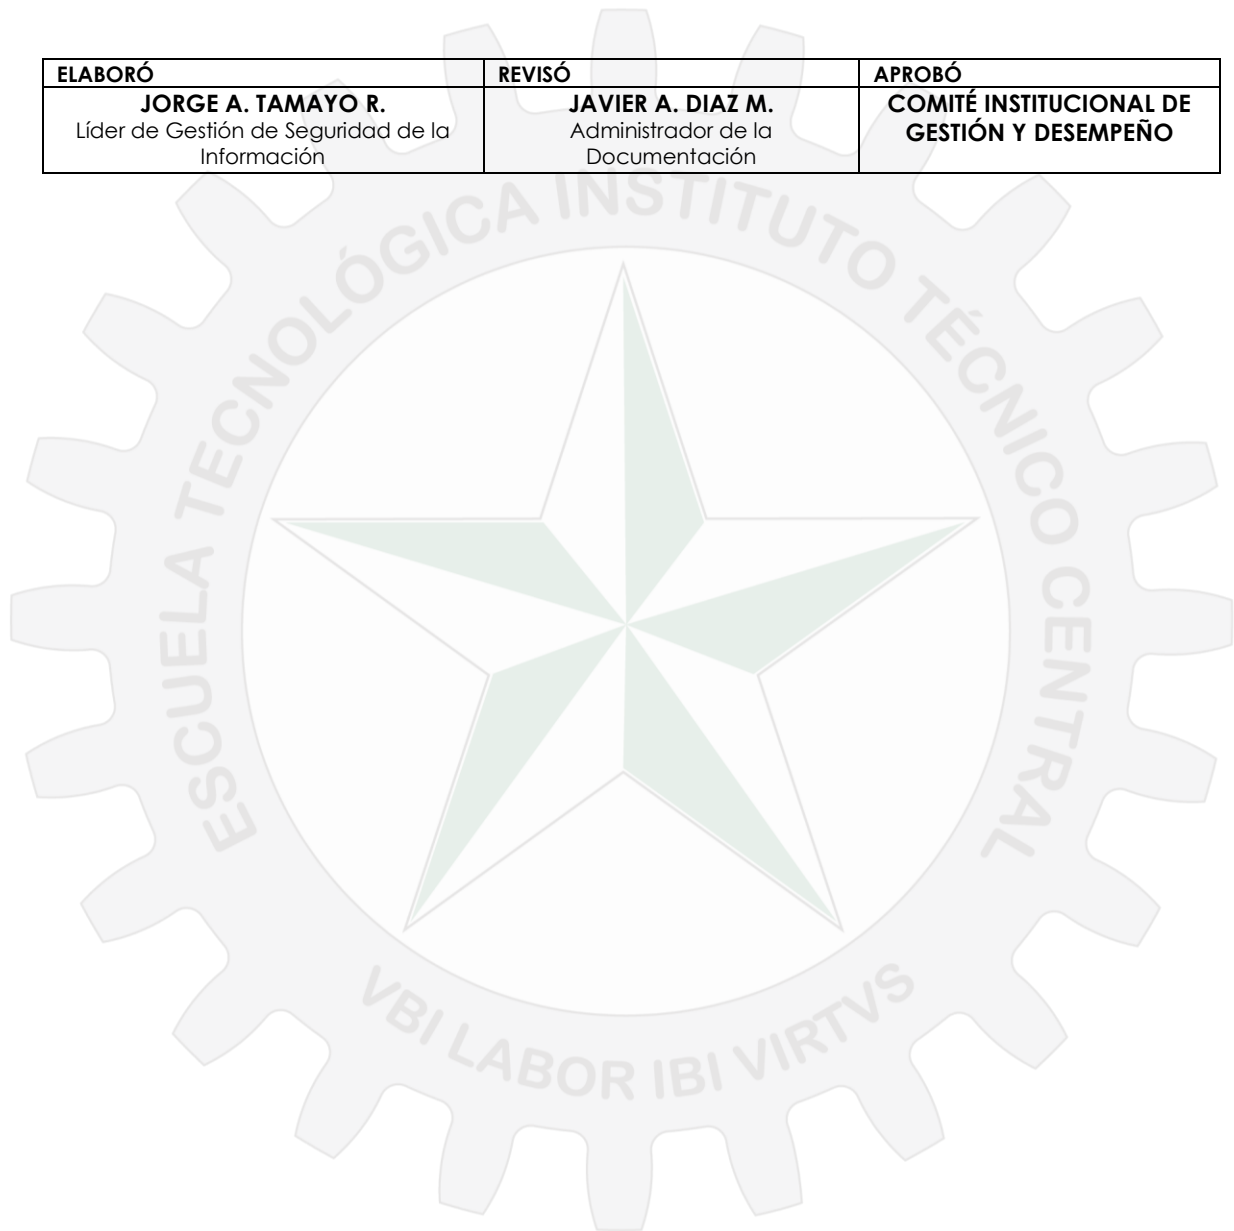 ELABORÓ REVISÓ APROBÓ
JORGE A. TAMAYO R. JAVIER A. DIAZ M. COMITÉ INSTITUCIONAL DE
Líder de Gestión de Seguridad de la Administrador de la GESTIÓN Y DESEMPEÑO
Información Documentación
ESCUELA TECNOLÓGICA INSTITUTO TÉCNICO CENTRAL
VBI LABOR IBI VIRTVS